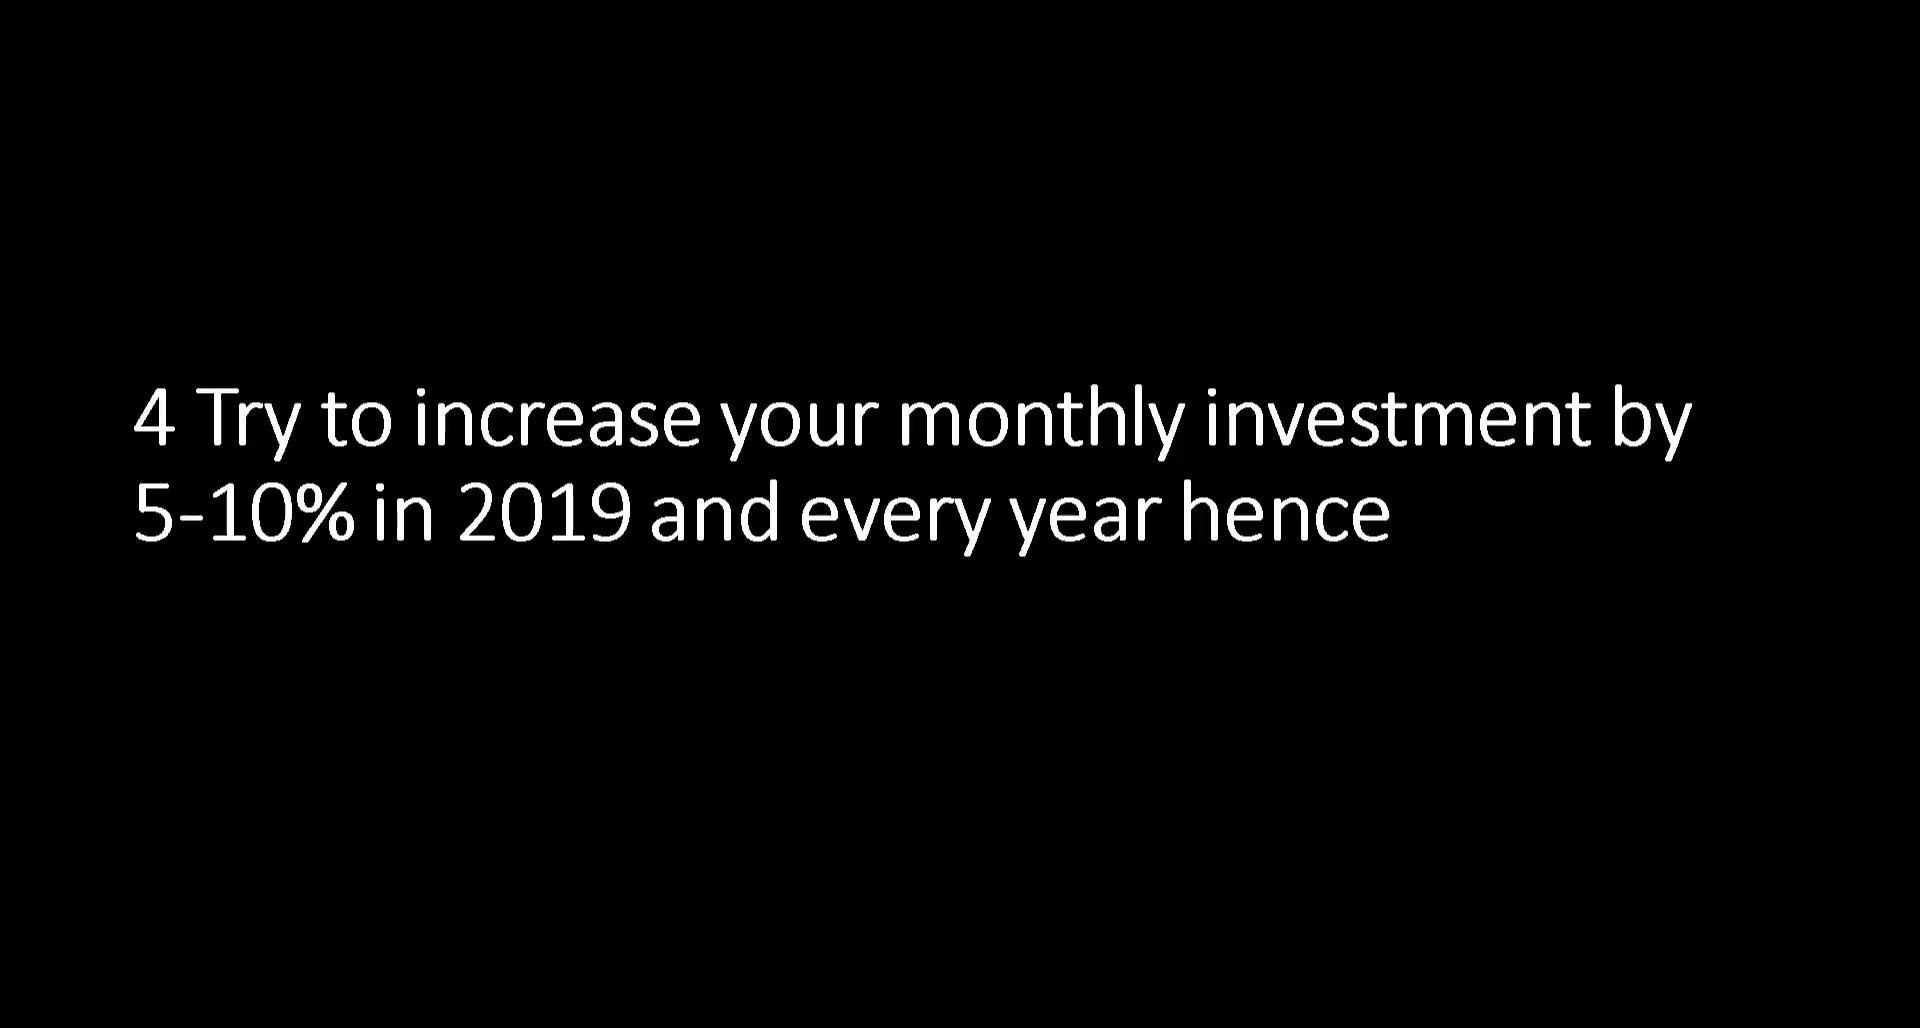 4 Try to increase your monthly investment by
5-10% in 2019 and every year hence